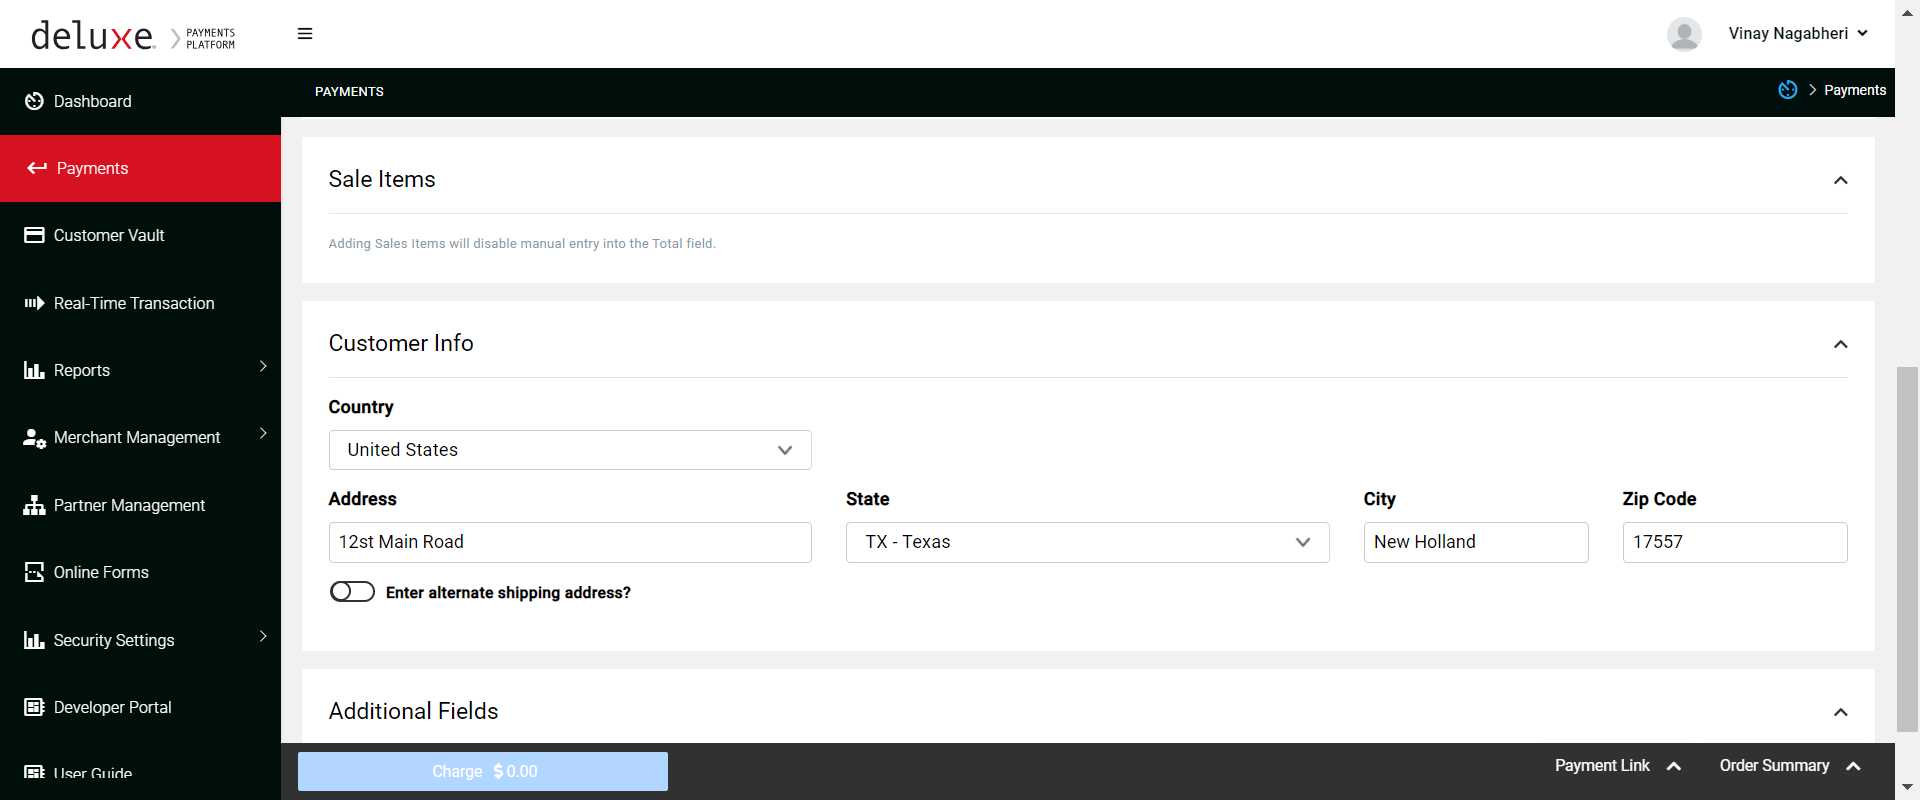 deluxe. PAYMENTS PLATFORM
Vinay Nagabheri
PAYMENTS
Payments
Dashboard
Payments
Customer Vault
Real-Time Transaction
Reports
Merchant Management
Partner Management
Online Forms
Security Settings
Developer Portal
User Guide
Sale Items
Adding Sales Items will disable manual entry into the Total field.
Customer Info
Country
United States
Address State City Zip Code
12st Main Road TX - Texas New Holland 17557
Enter alternate shipping address?
Additional Fields
Charge $ 0.00
Payment Link Order Summary